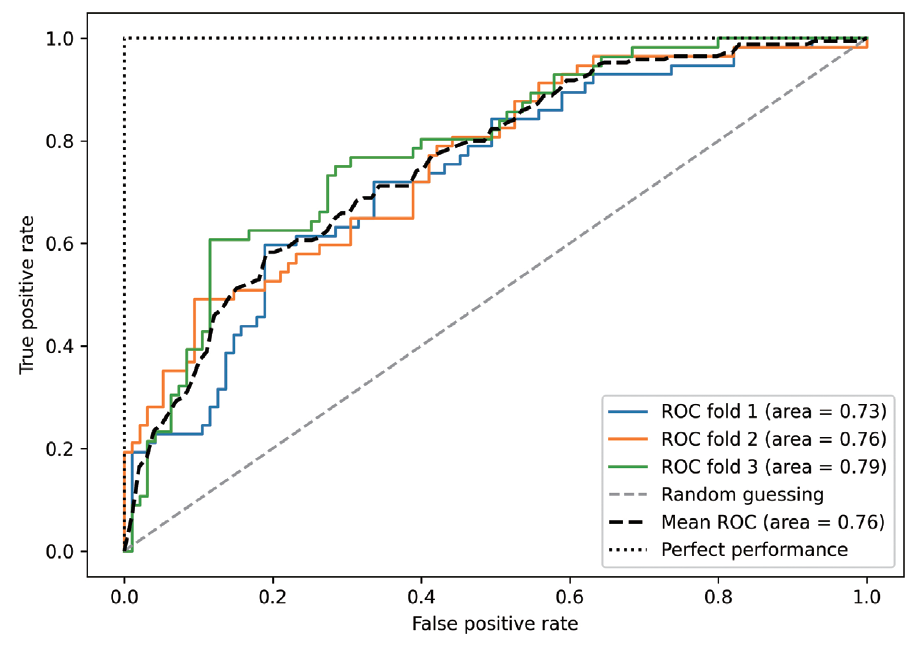 1.0
0.8
0.6
0.4
0.2
0.0
True positive rate
0.0 0.2 0.4 0.6 0.8 1.0
False positive rate
ROC fold 1 (area = 0.73)
ROC fold 2 (area = 0.76)
ROC fold 3 (area = 0.79)
Random guessing
Mean ROC (area = 0.76)
Perfect performance